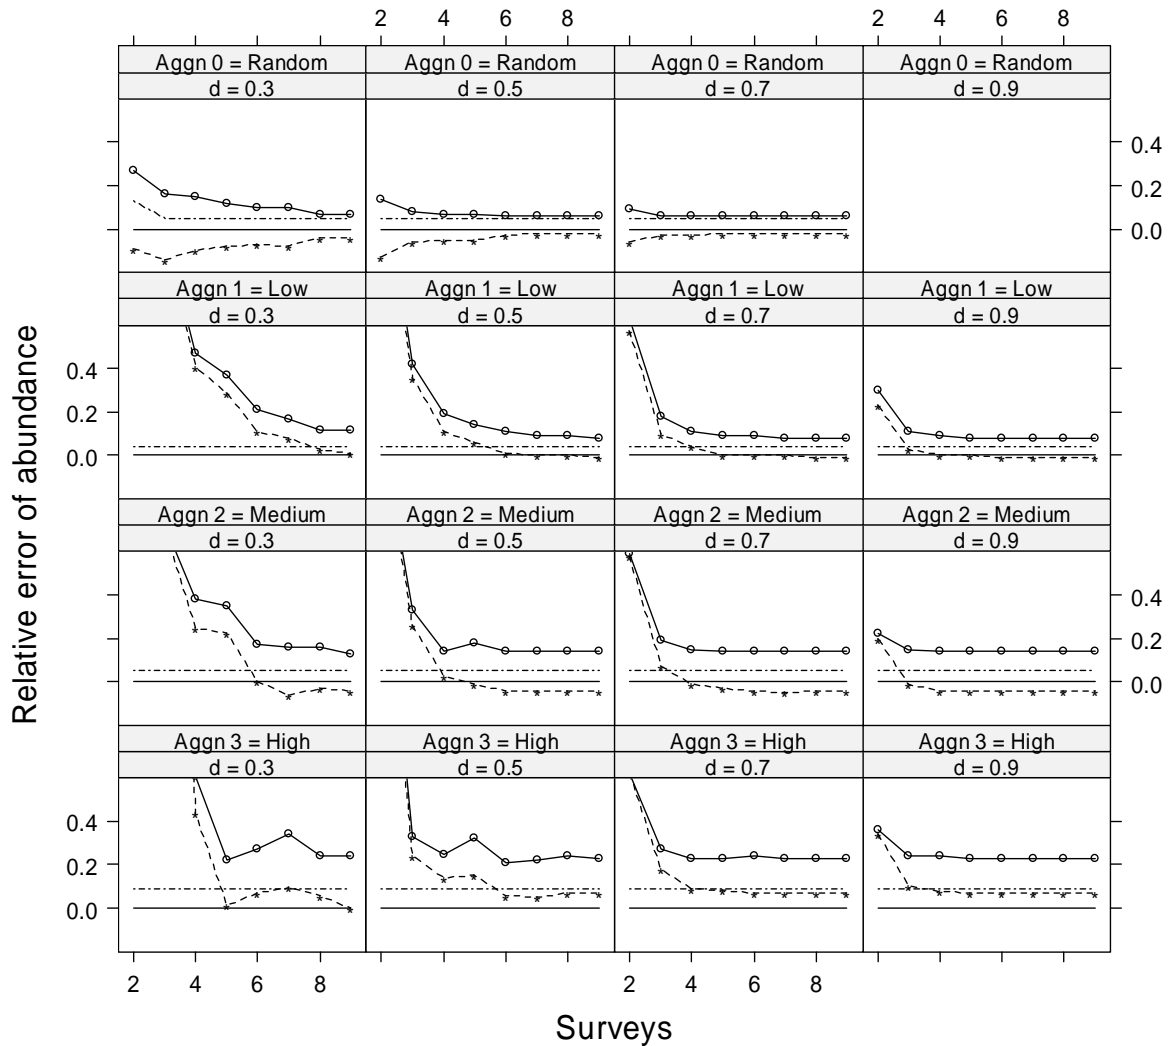 2 4 6 8 2 4 6 8
Aggn 0 = Random Aggn 0 = Random Aggn 0 = Random Aggn 0 = Random
d = 0.3 d = 0.5 d = 0.7 d = 0.9
0.4
0.2
0.0
Aggn 1 = Low Aggn 1 = Low Aggn 1 = Low Aggn 1 = Low
d = 0.3 d = 0.5 d = 0.7 d = 0.9
0.4
0.2
0.0
Aggn 2 = Medium Aggn 2 = Medium Aggn 2 = Medium Aggn 2 = Medium
d = 0.3 d = 0.5 d = 0.7 d = 0.9
0.4
0.2
0.0
Aggn 3 = High Aggn 3 = High Aggn 3 = High Aggn 3 = High
d = 0.3 d = 0.5 d = 0.7 d = 0.9
0.4
0.2
0.0
2 4 6 8 2 4 6 8
Surveys
Relative error of abundance